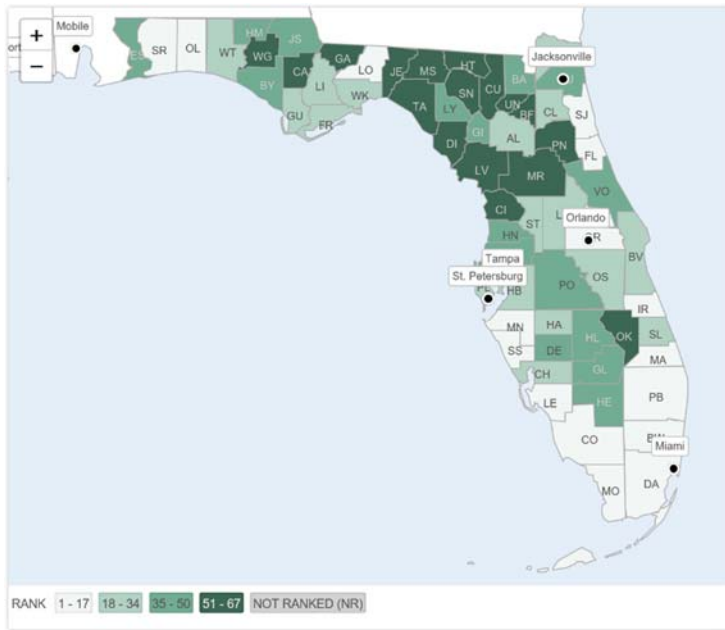 Mobile
+
−
ort
ES
SR
OL
HM
WT
WG
BY
JS
CA
LI
GU
FR
GA
LO
WK
JE
MS
TA
HT
SN
LY
CU
BA
UN
BF
GI
DI
LV
AL
Jacksonville
CL
SJ
PN
FL
MR
VO
CI
ST
L
Orlando
HN
Tampa
St. Petersburg
HB
PO
OS
BV
IR
MN
HA
HL
OK
SL
SS
DE
MA
CH
GL
LE
HE
PB
CO
Miami
MO
DA
RANK 1 - 17 18 - 34 35 - 50 51 - 67 NOT RANKED (NR)